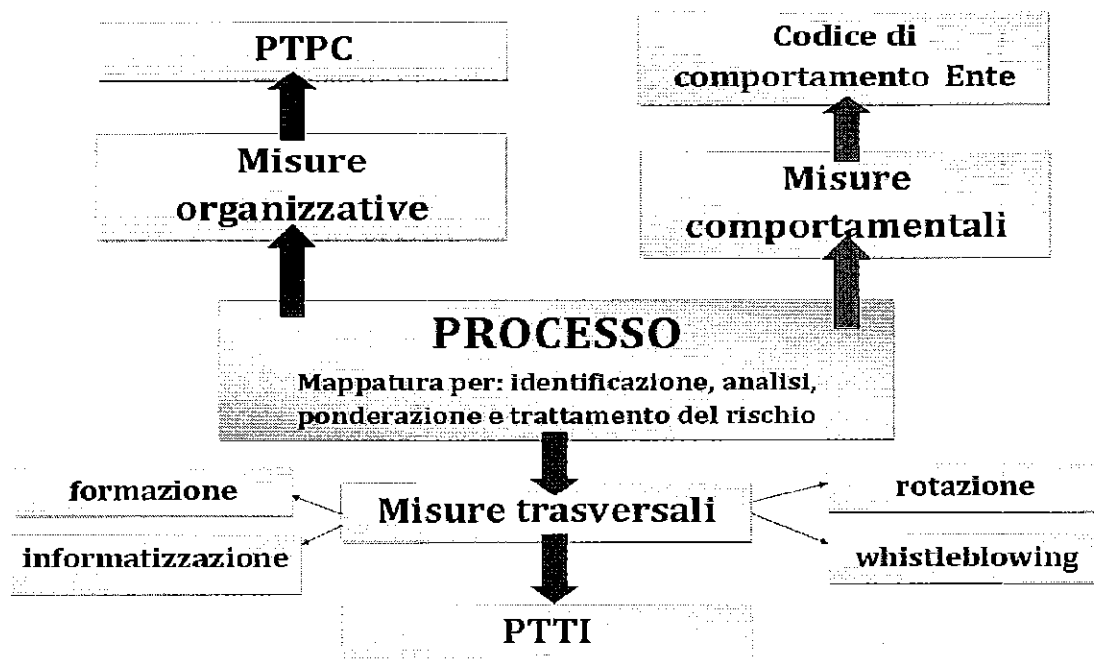 PTPC
Codice di
comportamento Ente
Misure
organizzative
Misure
comportamentali
PROCESSO
Mappatura per: identificazione, analisi,
ponderazione e trattamento del rischio
formazione
Misure trasversali
rotazione
informatizzazione
whistleblowing
PTTI